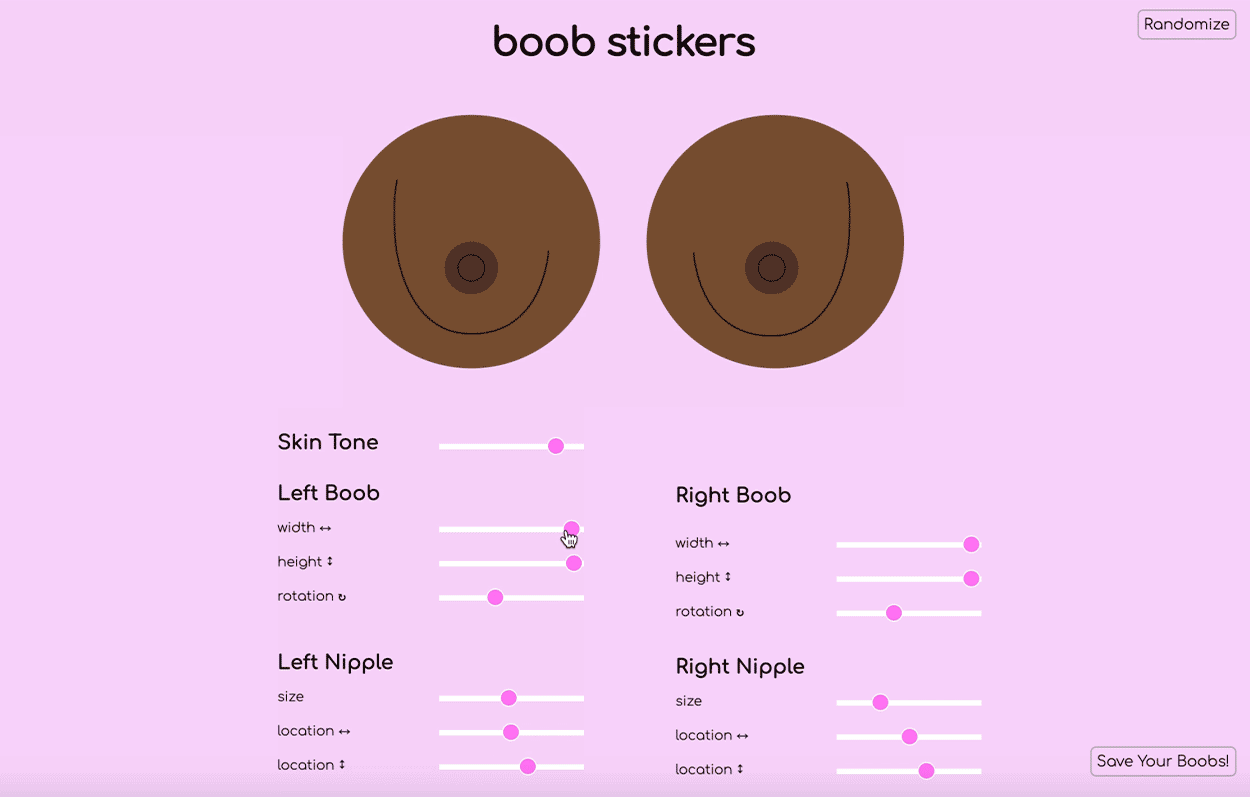 boob stickers
Randomize
Skin Tone
Left Boob
width ↔
height ↕
rotation ↻
Left Nipple
size
location ↔
location ↕
Right Boob
width ↔
height ↕
rotation ↻
Right Nipple
size
location ↔
location ↕
Save Your Boobs!